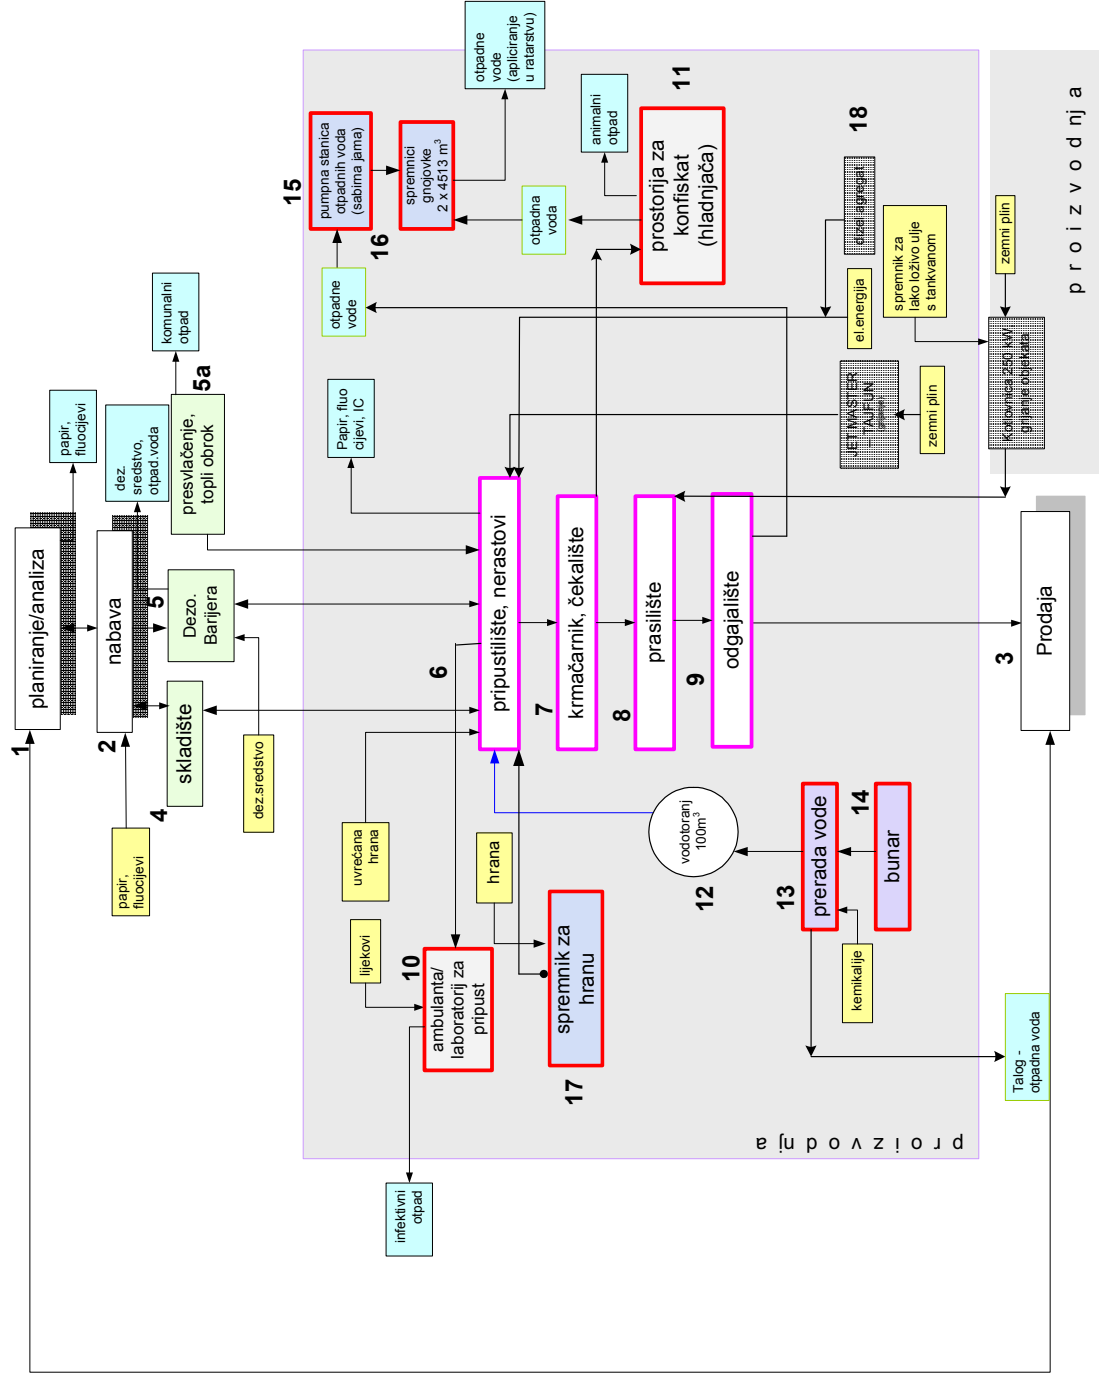 1
planiranje/analiza
papir,
fluocijevi
2
nabava
papir,
fluocijevi
dez.
sredstvo,
otpad.voda
4
skladište
5
Dezo.
Barijera
dez.sredstvo
5a
presvlačenje,
topli obrok
komunalni
otpad
proizvodnja
6
pripustilište, nerastovi
Papir, fluo
cijevi, IC
uvrećana
hrana
7
krmačarnik, čekalište
8
prasilište
9
odgajalište
lijekovi
10
ambulanta/
laboratorij za
pripust
infektivni
otpad
hrana
17
spremnik za
hranu
12
vodotoranj
100m³
13
prerada vode
14
bunar
kemikalije
Talog -
otpadna voda
15
pumpna stanica
otpadnih voda
(sabirna jama)
otpadne
vode
16
spremnici
gnojovke
2 x 4513 m³
otpadne
vode
(apliciranje
u ratarstvu)
otpadna
voda
11
prostorija za
konfiskat
(hladnjača)
animalni
otpad
18
dizel agregat
el.energija
JET MASTER
TAJFUN
zemni plin
spremnik za
lako loživo ulje
s tankvanom
zemni plin
Kotlovnica 250 kW,
grijanje objekata
proizvodnja
3
Prodaja